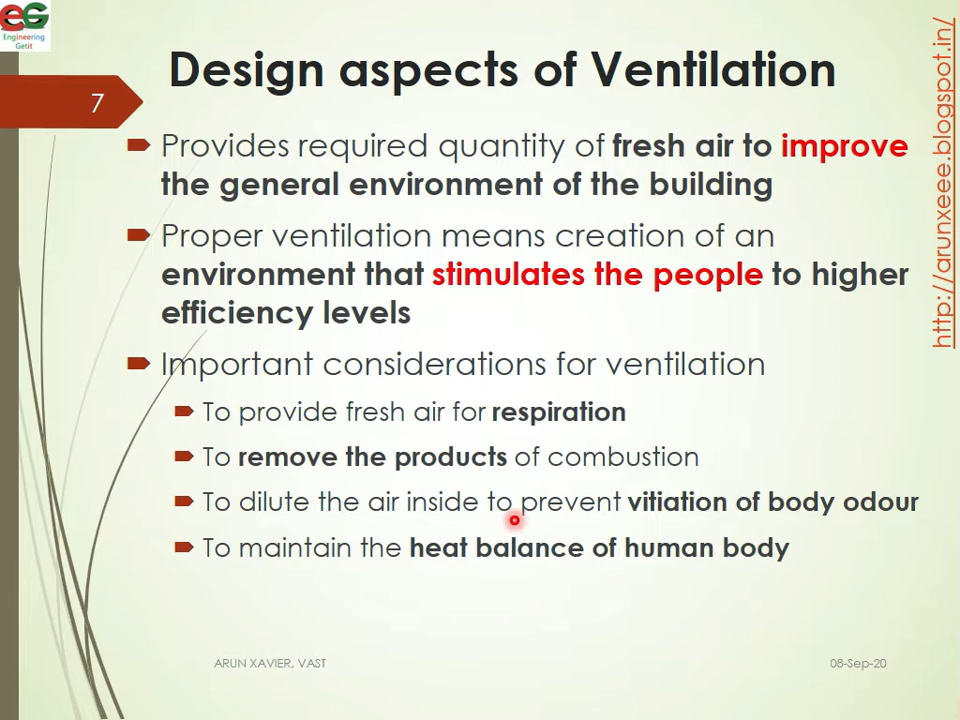 EG
Engineering
Getit
Design aspects of Ventilation
7
Provides required quantity of fresh air to improve
the general environment of the building
Proper ventilation means creation of an
environment that stimulates the people to higher
efficiency levels
Important considerations for ventilation
To provide fresh air for respiration
To remove the products of combustion
To dilute the air inside to prevent vitiation of body odour
To maintain the heat balance of human body
ARUN XAVIER, VAST
08-Sep-20
http://arunxeee.blogspot.in/